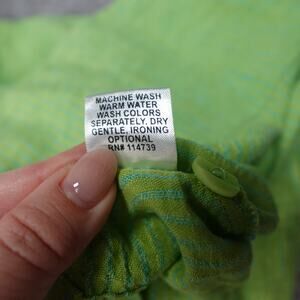 MACHINE WASH
WARM WATER
WASH COLORS
SEPARATELY, DRY
GENTLE, IRONING
OPTIONAL
RN# 114739